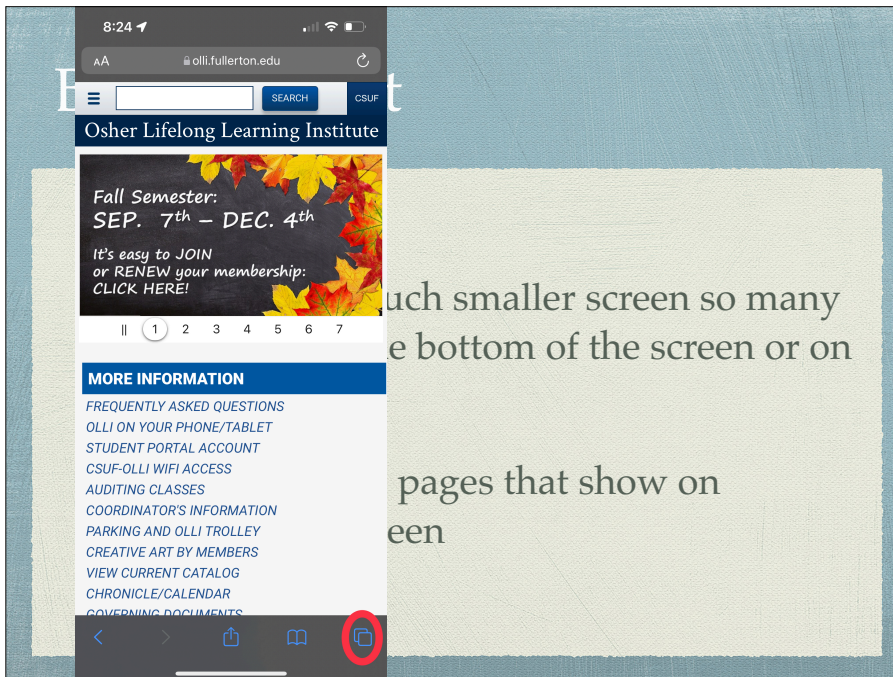 8:24
AA olli.fullerton.edu
SEARCH CSUF
Osher Lifelong Learning Institute
Fall Semester:
SEP. 7th – DEC. 4th
It's easy to JOIN
or RENEW your membership:
CLICK HERE!
1 2 3 4 5 6 7
MORE INFORMATION
FREQUENTLY ASKED QUESTIONS
OLLI ON YOUR PHONE/TABLET
STUDENT PORTAL ACCOUNT
CSUF-OLLI WIFI ACCESS
AUDITING CLASSES
COORDINATOR'S INFORMATION
PARKING AND OLLI TROLLEY
CREATIVE ART BY MEMBERS
VIEW CURRENT CATALOG
CHRONICLE/CALENDAR
GOVERNING DOCUMENTS
smaller screen so many
bottom of the screen or on
pages that show on